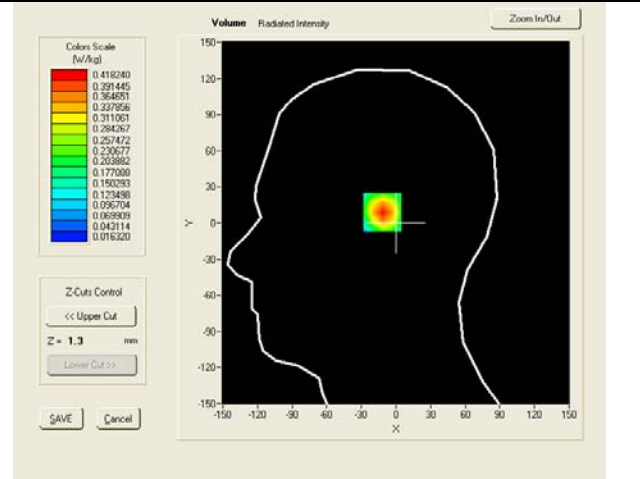 Volume Radiated Intensity
Zoom In/Out
Colors Scale
(W/kg)
0.418240
0.391445
0.364651
0.337856
0.311061
0.284267
0.257472
0.230677
0.203882
0.177088
0.150293
0.123498
0.096704
0.069909
0.043114
0.016320
Z-Cuts Control
<< Upper Cut
Z = 1.3 mm
Lower Cut >>
SAVE Cancel
150
120
90
60
30
0
-30
-60
-90
-120
-150
Y
-150 -120 -90 -60 -30 0 30 60 90 120 150
X